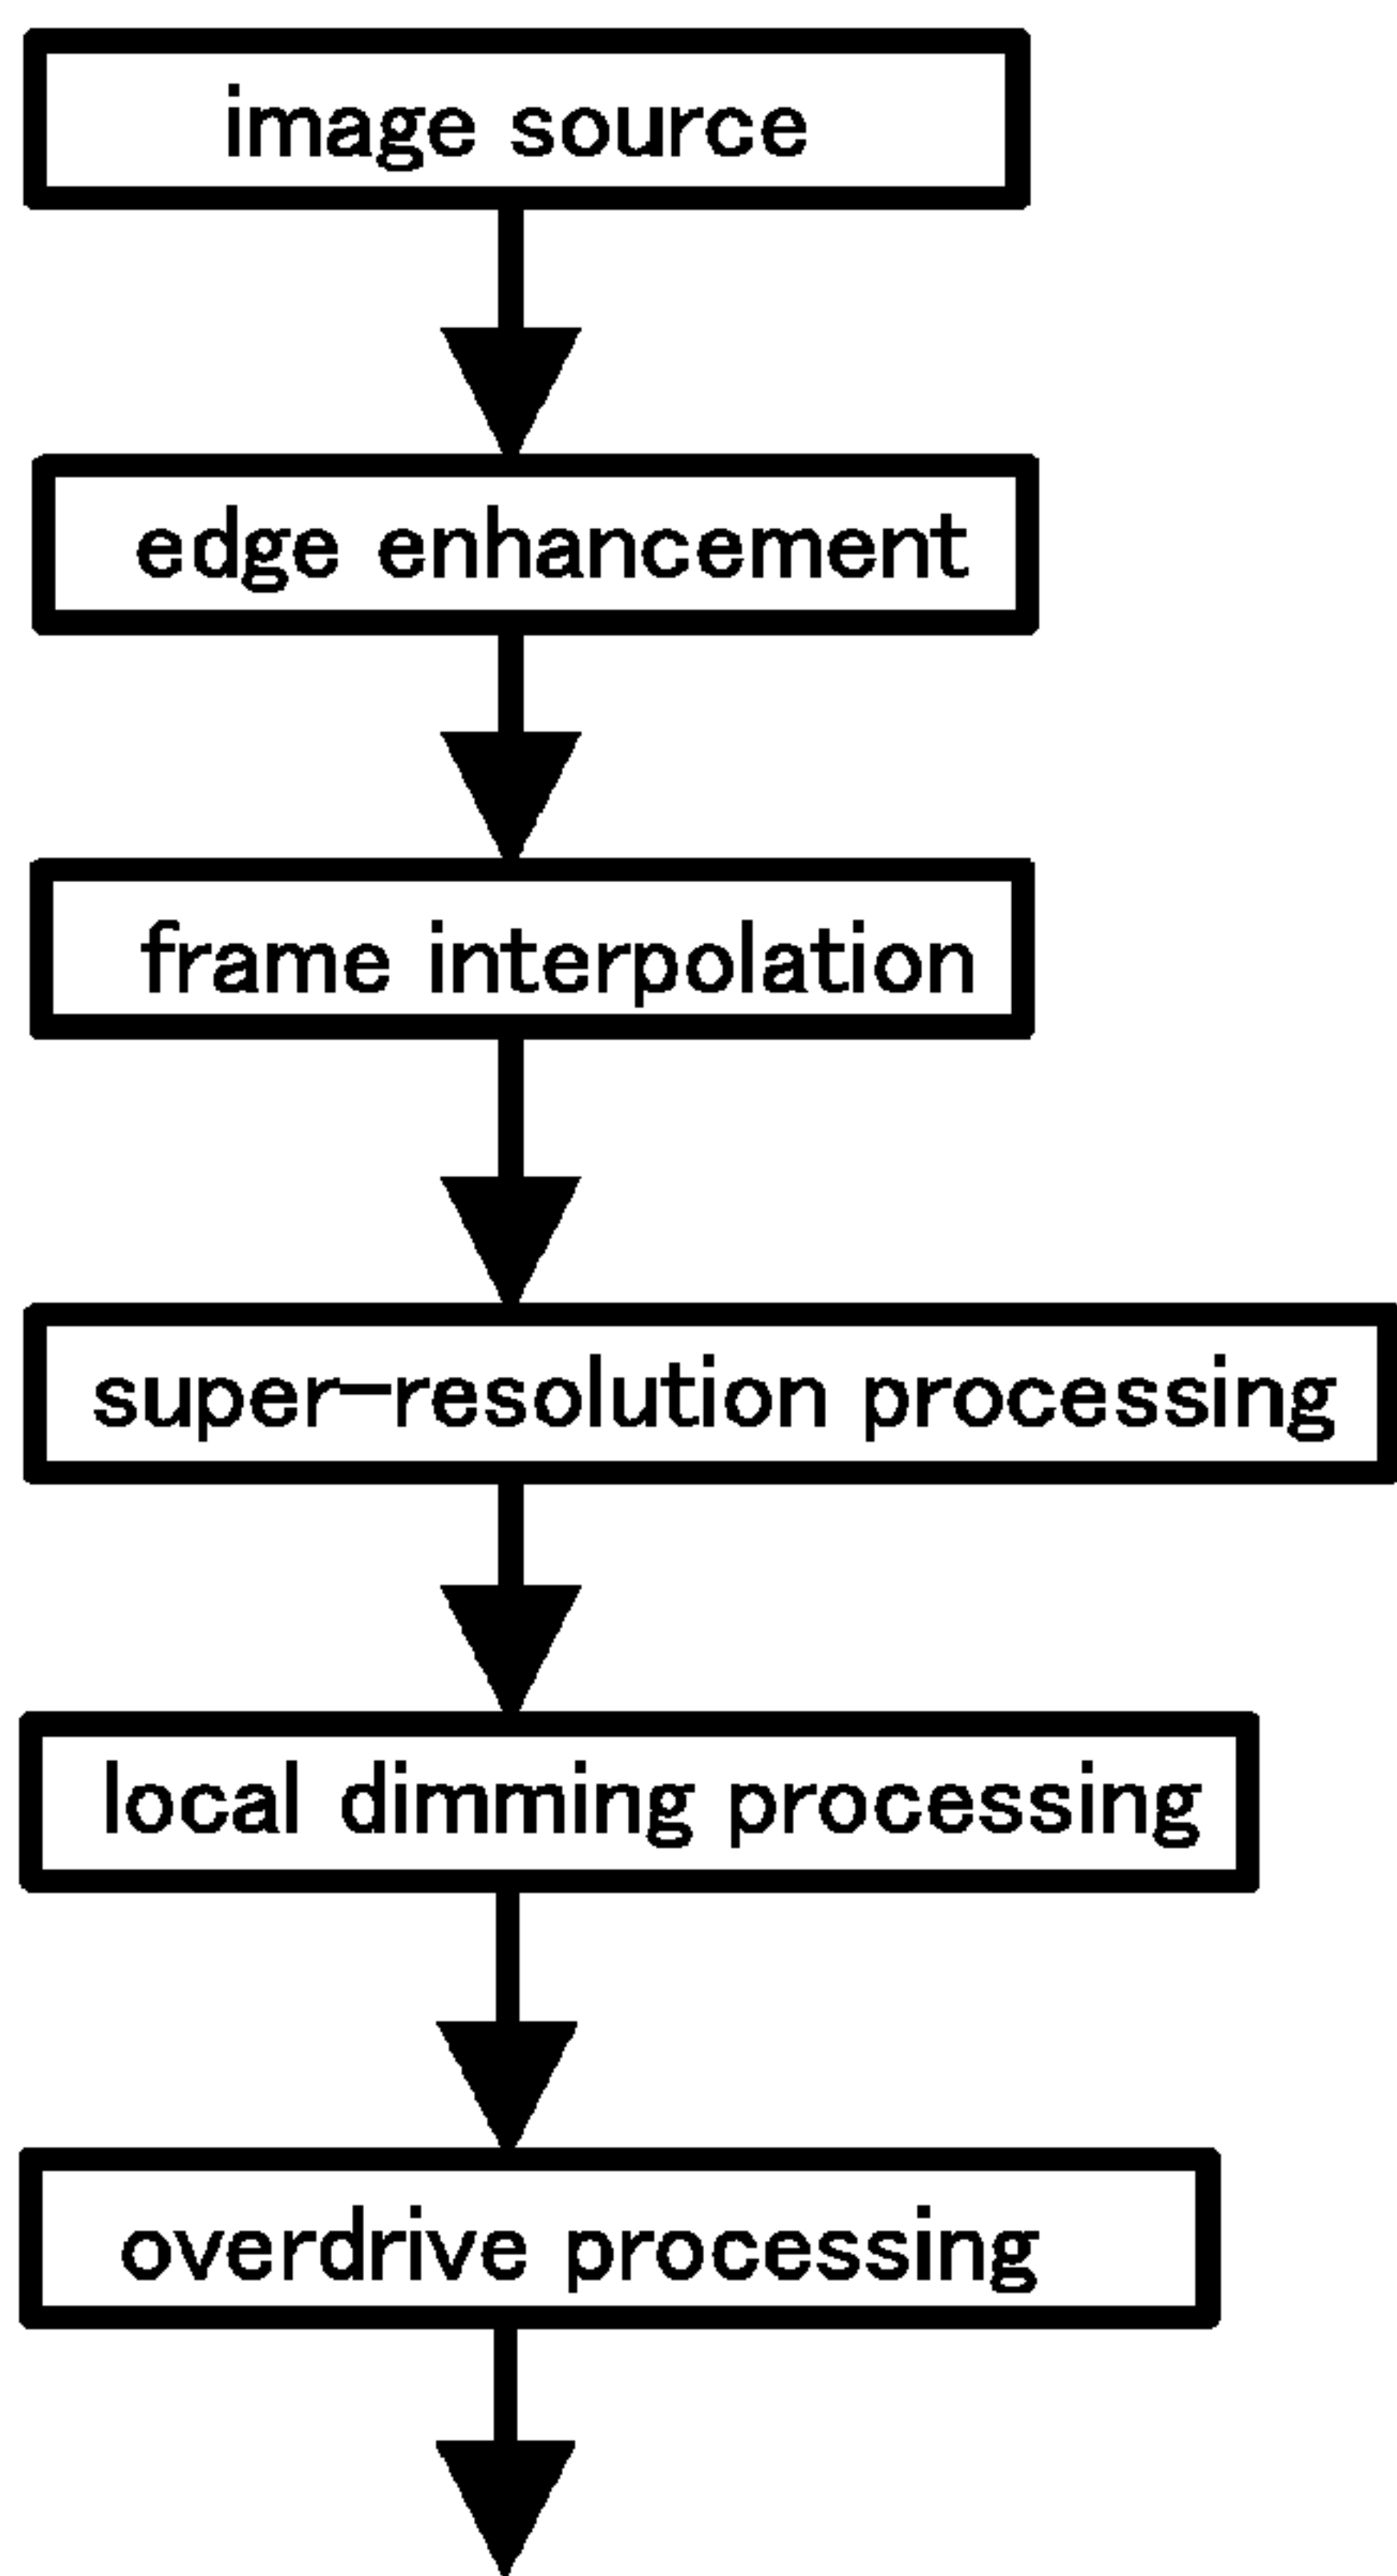 image source
edge enhancement
frame interpolation
super-resolution processing
local dimming processing
overdrive processing